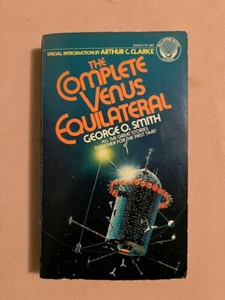 SPECIAL INTRODUCTION BY ARTHUR C. CLARKE
THE
COMPLETE
VENUS
EQUILATERAL
GEORGE O. SMITH
ALL THE GREAT STORIES
TOGETHER FOR THE FIRST TIME!